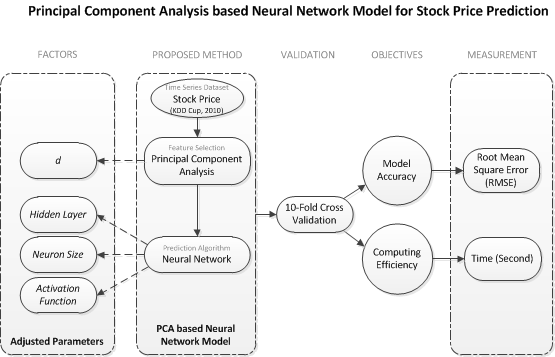 Principal Component Analysis based Neural Network Model for Stock Price Prediction
FACTORS
PROPOSED METHOD
VALIDATION
OBJECTIVES
MEASUREMENT
Time Series Dataset
Stock Price
(KDD Cup, 2010)
Feature Selection
Principal Component
Analysis
d
Hidden Layer
Neuron Size
Activation
Function
Adjusted Parameters
Prediction Algorithm
Neural Network
PCA based Neural
Network Model
10-Fold Cross
Validation
Model
Accuracy
Computing
Efficiency
Root Mean
Square Error
(RMSE)
Time (Second)